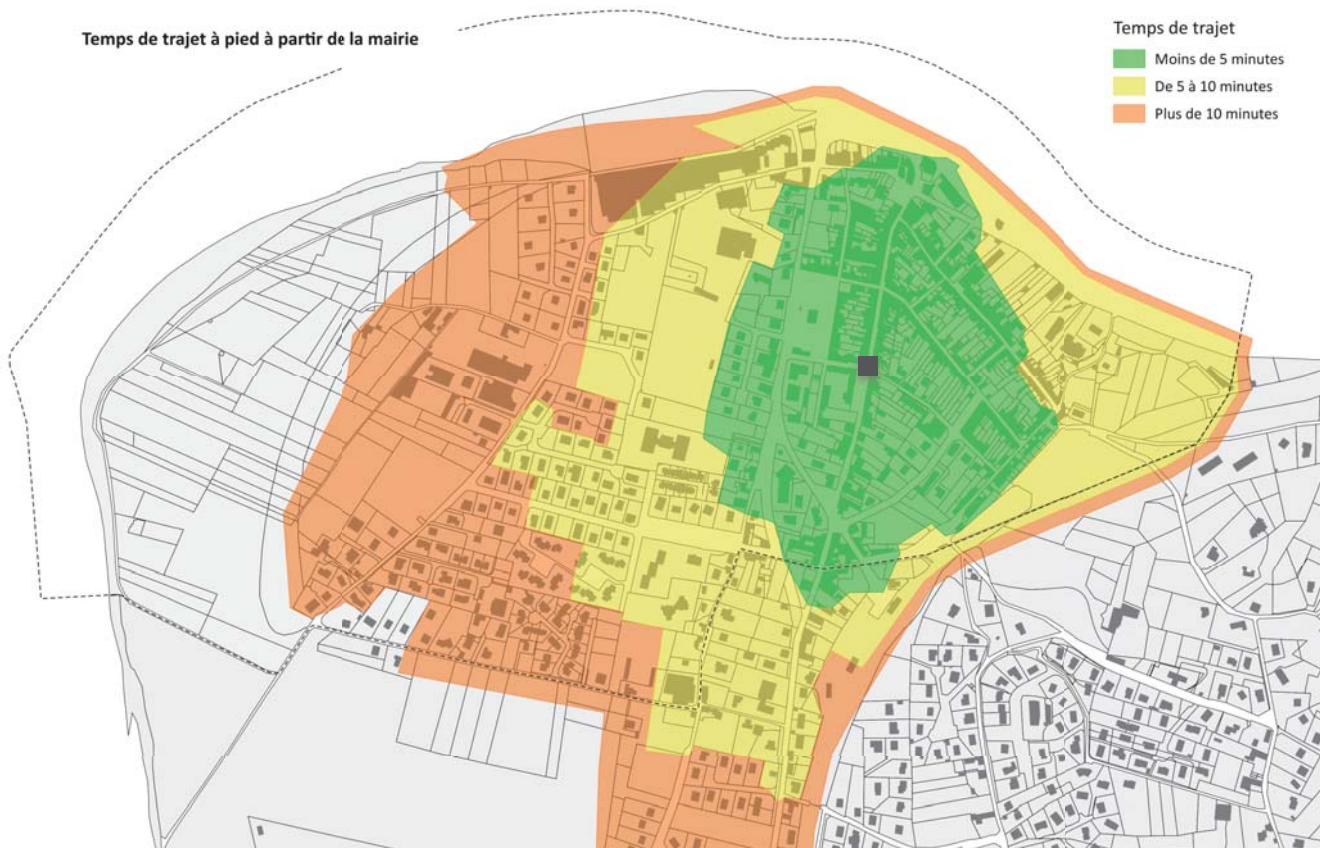 Temps de trajet à pied à partir de la mairie
Temps de trajet
Moins de 5 minutes
De 5 à 10 minutes
Plus de 10 minutes